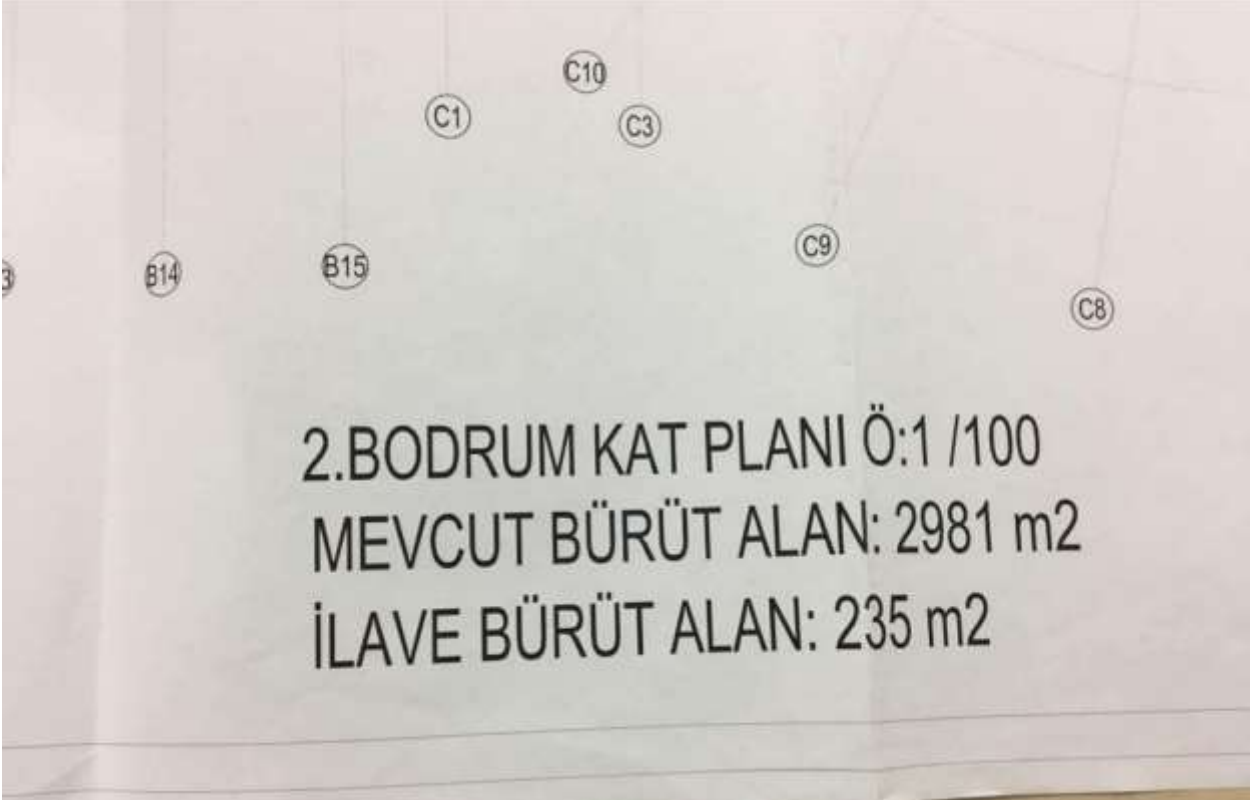 C10
C1
C3
C9
B15
B14
C8
2.BODRUM KAT PLANI Ö:1 /100
MEVCUT BÜRÜT ALAN: 2981 m2
İLAVE BÜRÜT ALAN: 235 m2